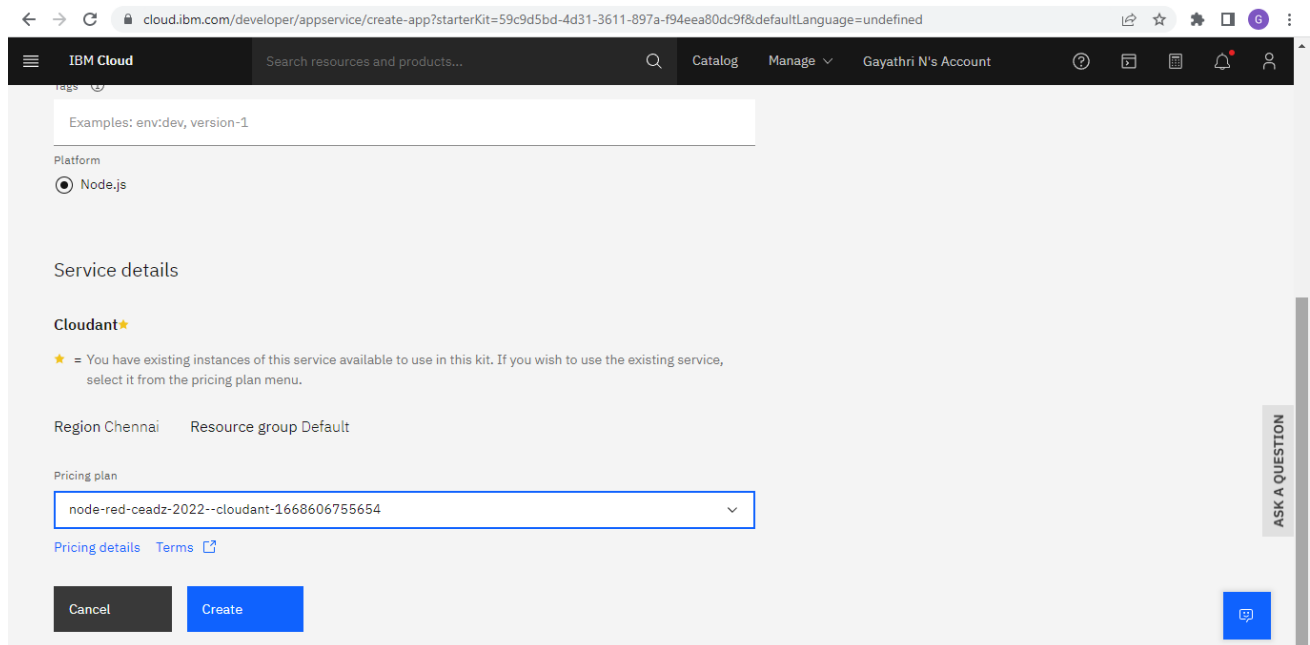 cloud.ibm.com/developer/appservice/create-app?starterKit=59c9d5bd-4d31-3611-897a-f94eea80dc9f&defaultLanguage=undefined
G
IBM Cloud
Search resources and products...
Catalog
Manage
Gayathri N's Account
Tags
Examples: env:dev, version-1
Platform
Node.js
Service details
Cloudant
= You have existing instances of this service available to use in this kit. If you wish to use the existing service,
select it from the pricing plan menu.
Region Chennai Resource group Default
Pricing plan
node-red-ceadz-2022--cloudant-1668606755654
Pricing details Terms
Cancel Create
ASK A QUESTION